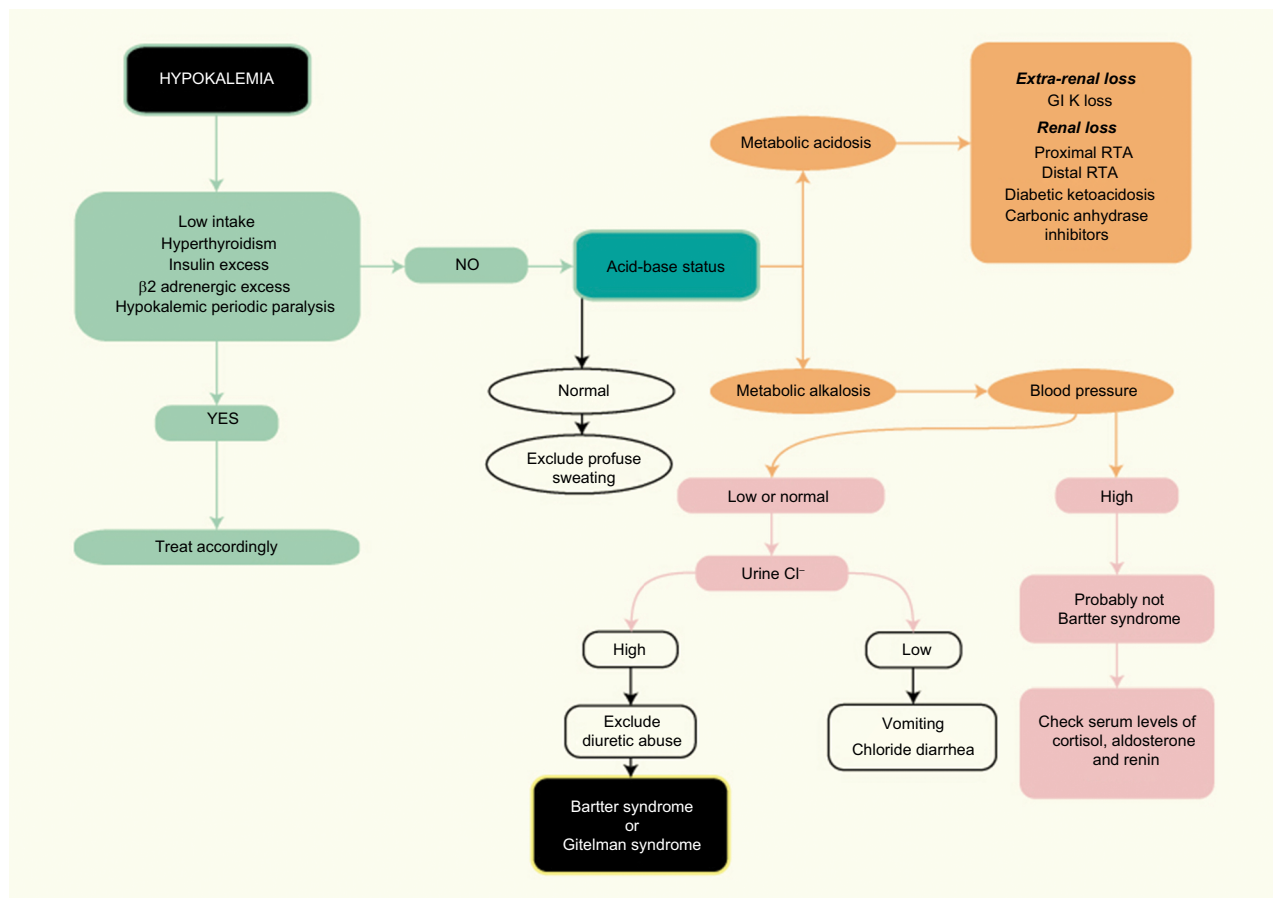 HYPOKALEMIA
Low intake
Hyperthyroidism
Insulin excess
β2 adrenergic excess
Hypokalemic periodic paralysis
NO
YES
Treat accordingly
Acid-base status
Normal
Exclude profuse
sweating
Metabolic acidosis
Extra-renal loss
GI K loss
Renal loss
Proximal RTA
Distal RTA
Diabetic ketoacidosis
Carbonic anhydrase
inhibitors
Metabolic alkalosis
Blood pressure
Low or normal
High
Urine Cl⁻
High
Exclude
diuretic abuse
Bartter syndrome
or
Gitelman syndrome
Low
Vomiting
Chloride diarrhea
Probably not
Bartter syndrome
Check serum levels of
cortisol, aldosterone
and renin